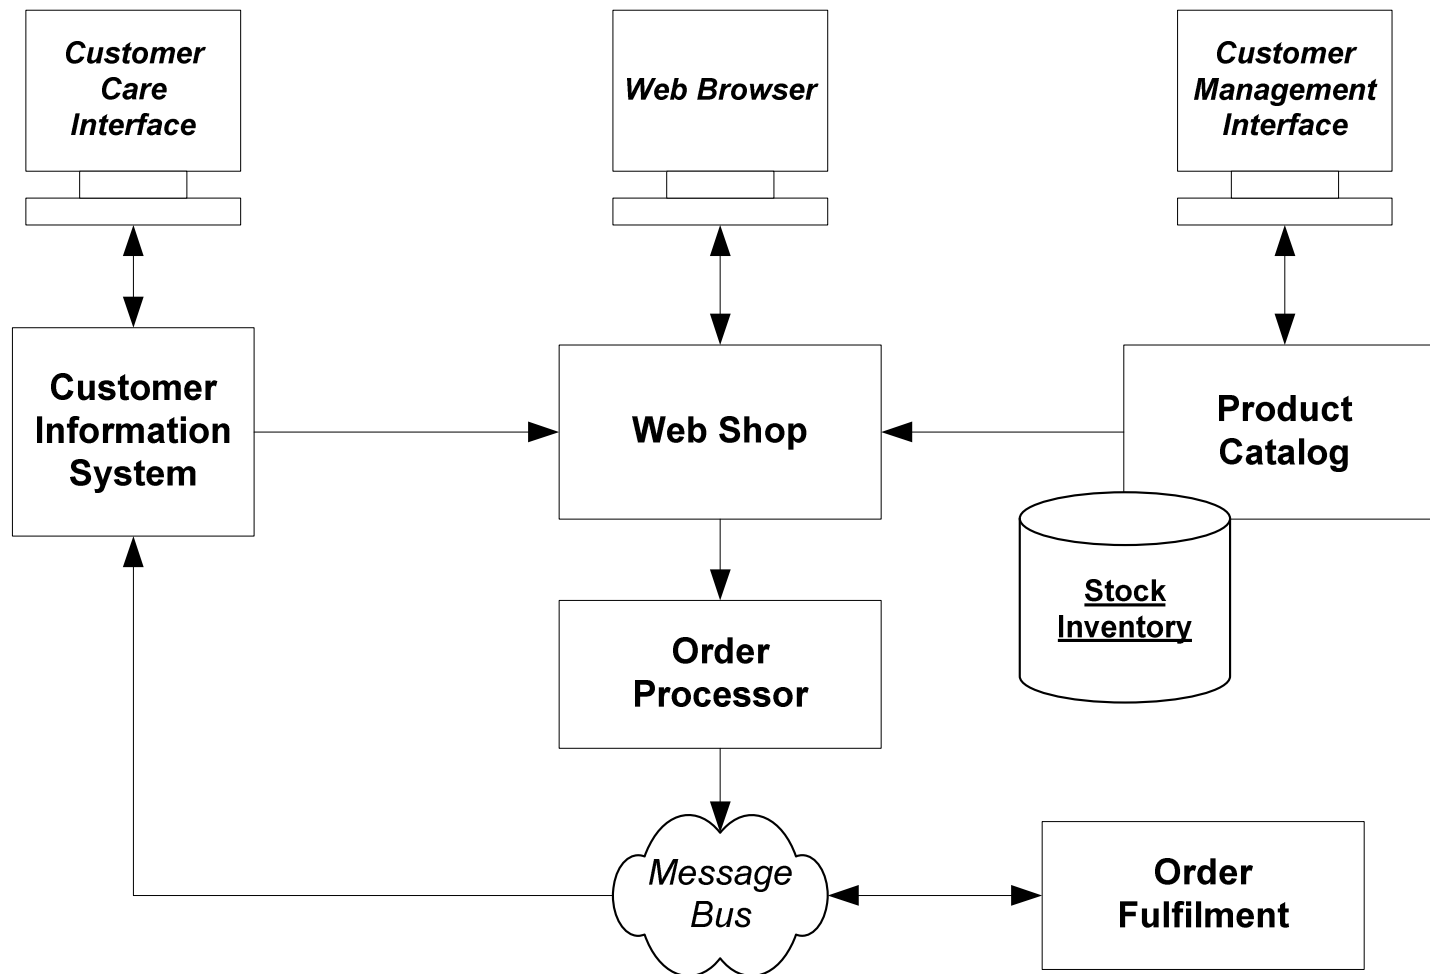 Customer
Care
Interface
Web Browser
Customer
Management
Interface
Customer
Information
System
Web Shop
Product
Catalog
Stock
Inventory
Order
Processor
Message
Bus
Order
Fulfilment